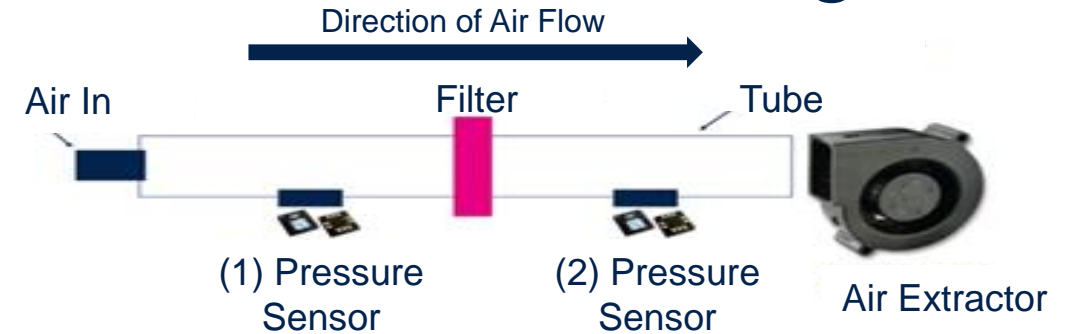 Direction of Air Flow
Air In
Filter
Tube
(1) Pressure
Sensor
(2) Pressure
Sensor
Air Extractor